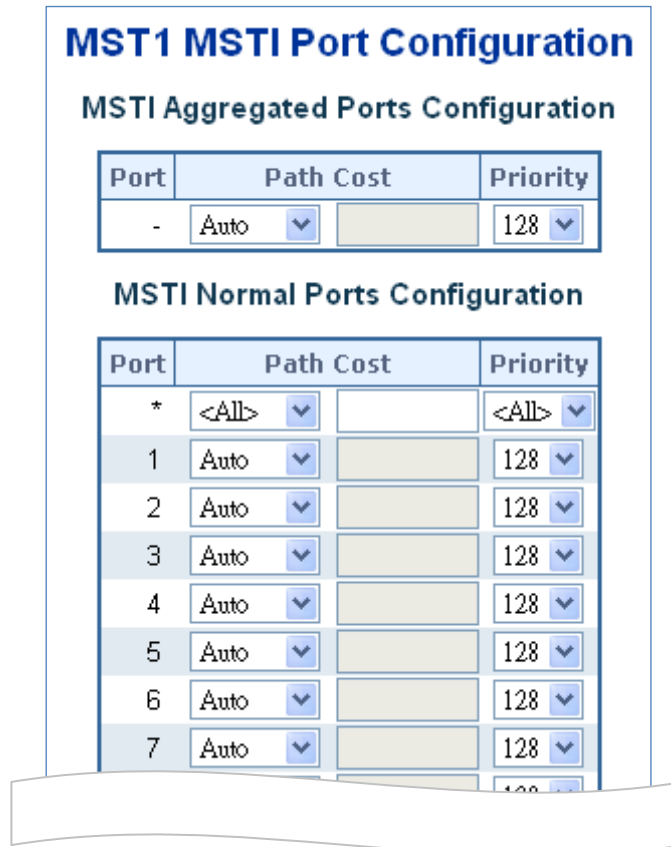 MST1 MSTI Port Configuration
MSTI Aggregated Ports Configuration
Port Path Cost Priority
- Auto 128
MSTI Normal Ports Configuration
Port Path Cost Priority
* <All> <All>
1 Auto 128
2 Auto 128
3 Auto 128
4 Auto 128
5 Auto 128
6 Auto 128
7 Auto 128